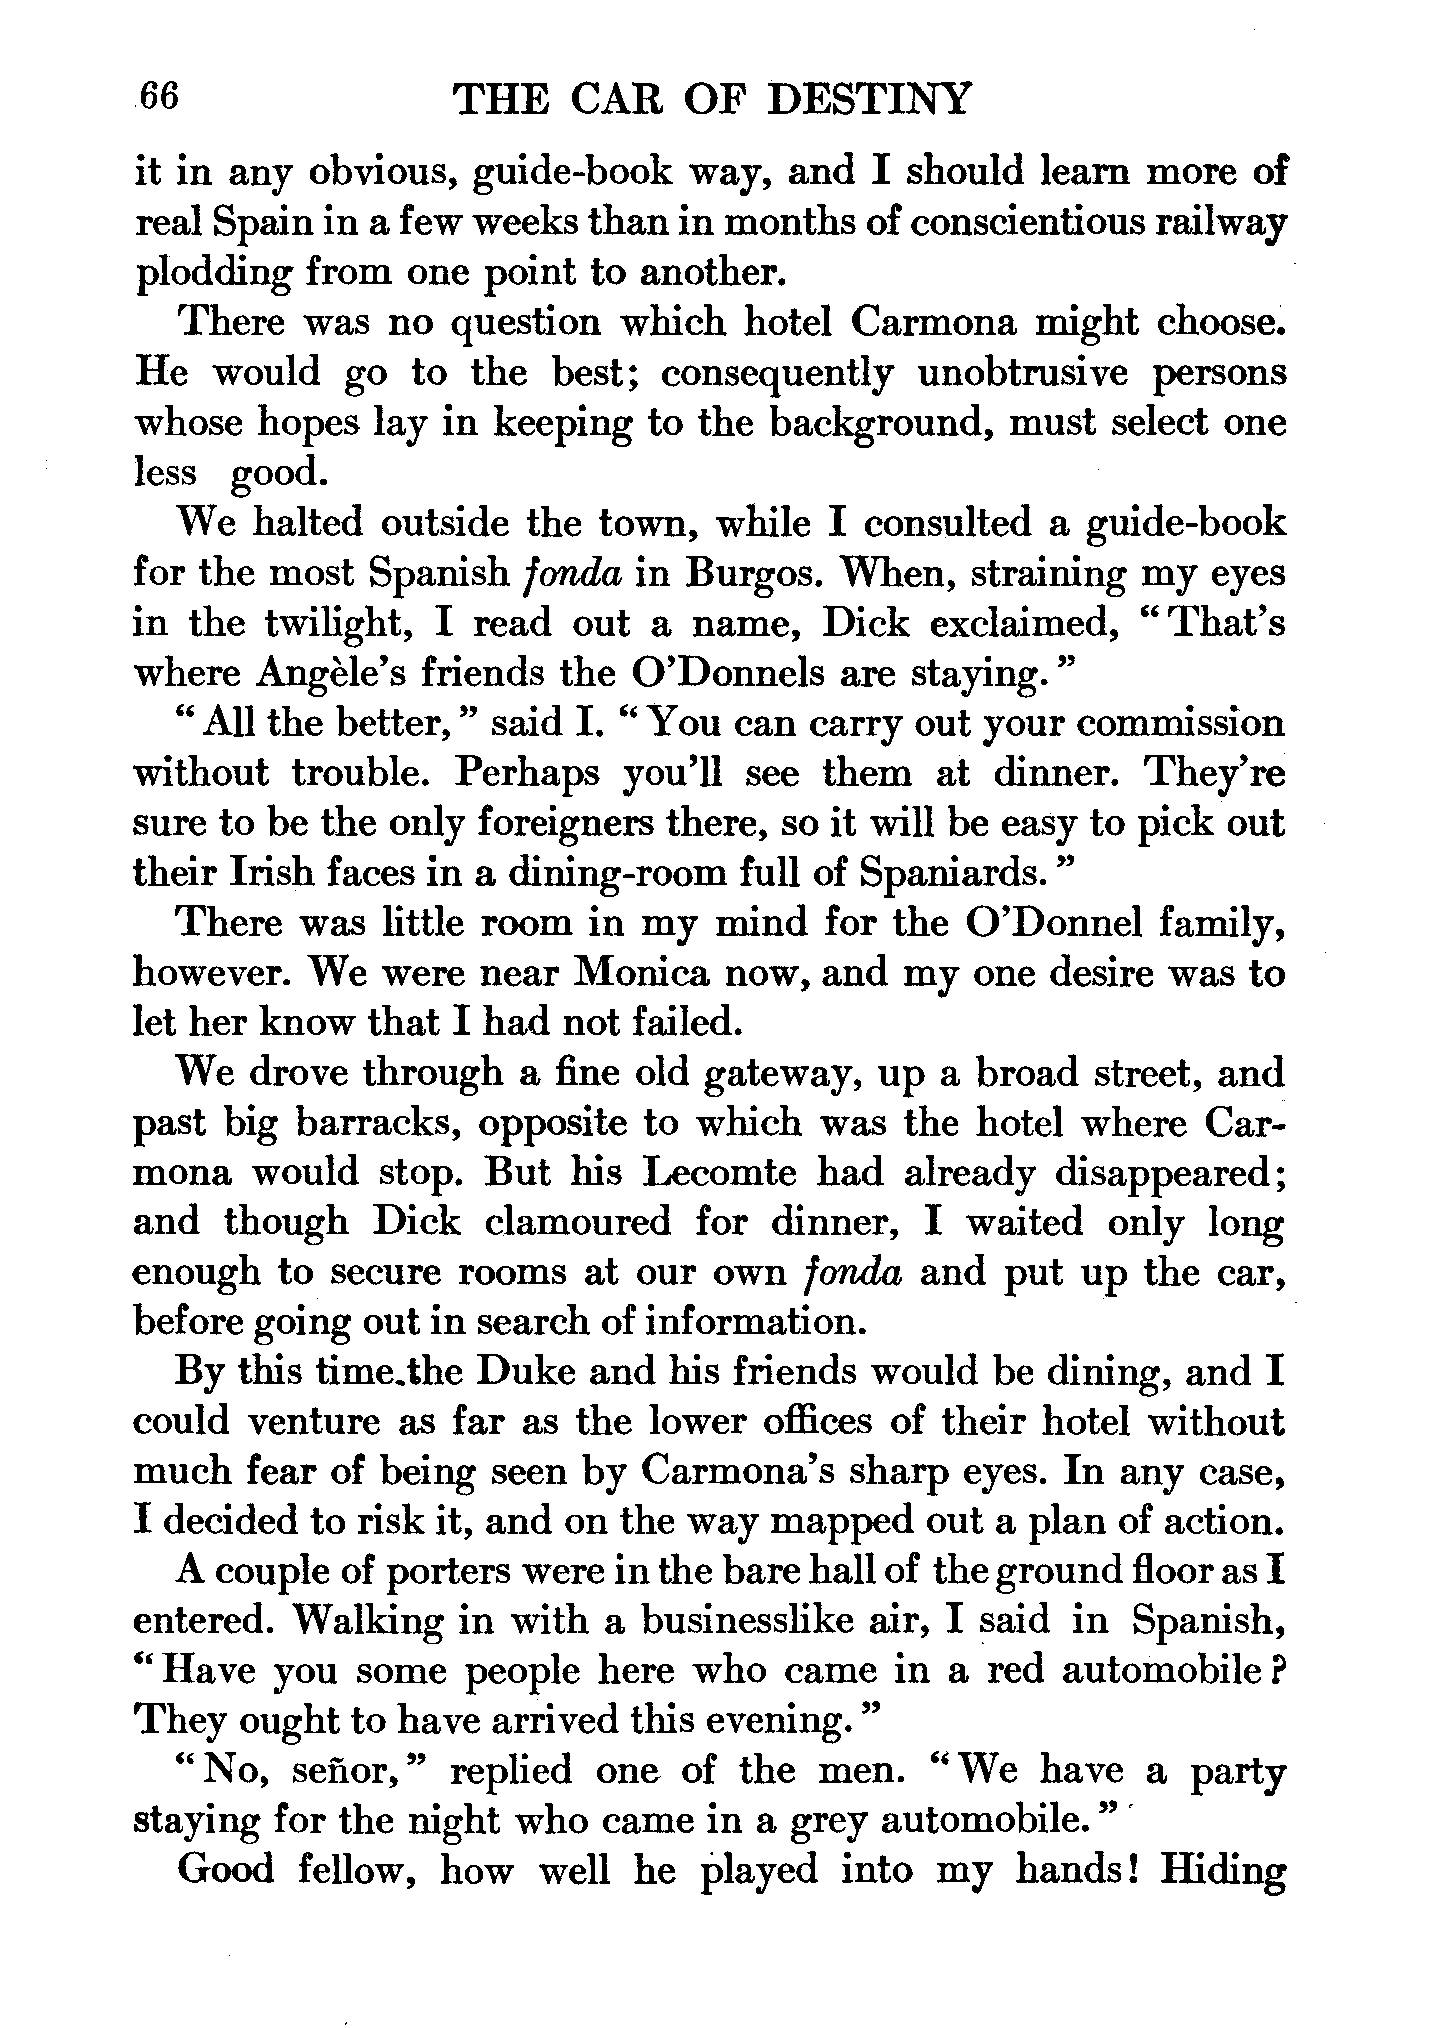 66 THE CAR OF DESTINY
it in any obvious, guide-book way, and I should learn more of
real Spain in a few weeks than in months of conscientious railway
plodding from one point to another.
There was no question which hotel Carmona might choose.
He would go to the best; consequently unobtrusive persons
whose hopes lay in keeping to the background, must select one
less good.
We halted outside the town, while I consulted a guide-book
for the most Spanish fonda in Burgos. When, straining my eyes
in the twilight, I read out a name, Dick exclaimed, "That's
where Angèle's friends the O'Donnels are staying."
"All the better," said I. "You can carry out your commission
without trouble. Perhaps you'll see them at dinner. They're
sure to be the only foreigners there, so it will be easy to pick out
their Irish faces in a dining-room full of Spaniards."
There was little room in my mind for the O'Donnel family,
however. We were near Monica now, and my one desire was to
let her know that I had not failed.
We drove through a fine old gateway, up a broad street, and
past big barracks, opposite to which was the hotel where Car-
mona would stop. But his Lecomte had already disappeared;
and though Dick clamoured for dinner, I waited only long
enough to secure rooms at our own fonda and put up the car,
before going out in search of information.
By this time.the Duke and his friends would be dining, and I
could venture as far as the lower offices of their hotel without
much fear of being seen by Carmona's sharp eyes. In any case,
I decided to risk it, and on the way mapped out a plan of action.
A couple of porters were in the bare hall of the ground floor as I
entered. Walking in with a businesslike air, I said in Spanish,
"Have you some people here who came in a red automobile?
They ought to have arrived this evening."
"No, señor," replied one of the men. "We have a party
staying for the night who came in a grey automobile."
Good fellow, how well he played into my hands! Hiding